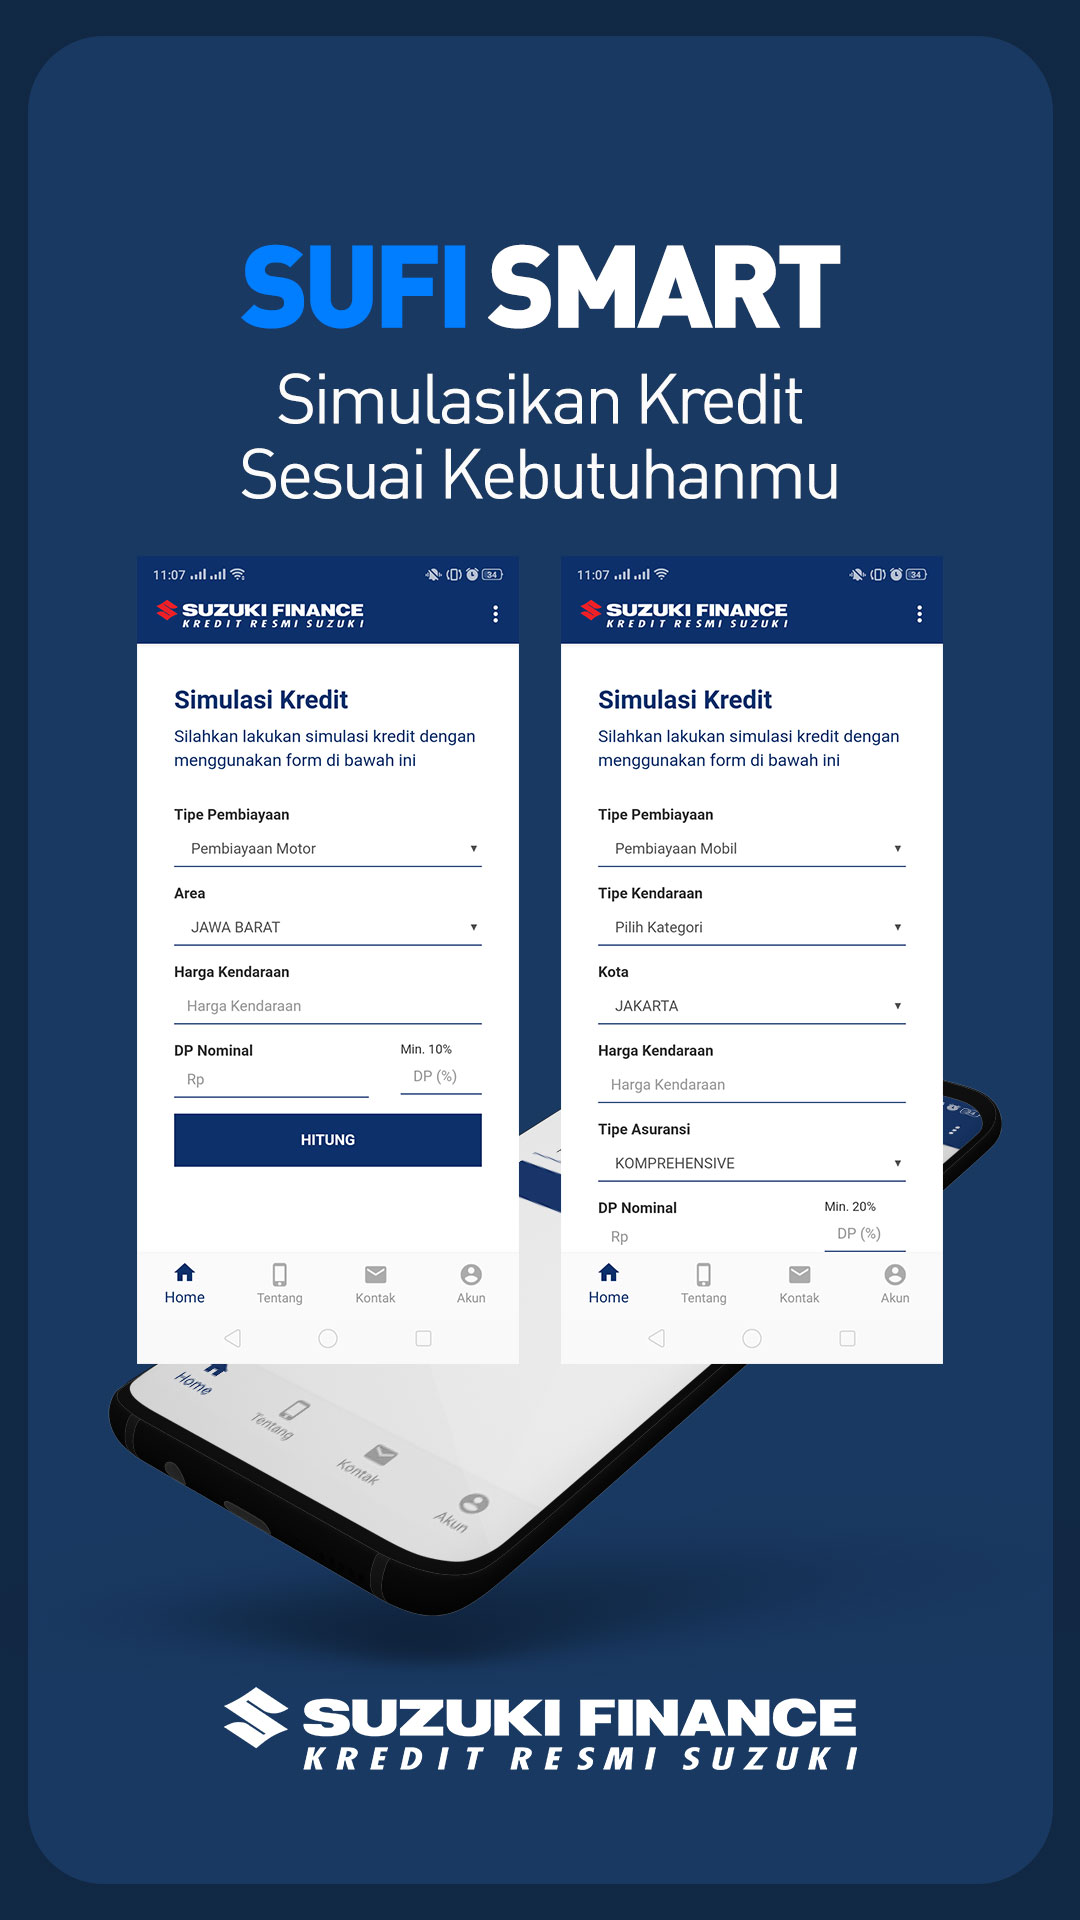 SUFI SMART
Simulasikan Kredit
Sesuai Kebutuhanmu
11:07
34
SUZUKI FINANCE
KREDIT RESMI SUZUKI
Simulasi Kredit
Silahkan lakukan simulasi kredit dengan
menggunakan form di bawah ini
Tipe Pembiayaan
Pembiayaan Motor
Area
JAWA BARAT
Harga Kendaraan
Harga Kendaraan
DP Nominal
Min. 10%
Rp
DP (%)
HITUNG
Home
Tentang
Kontak
Akun
11:07
34
SUZUKI FINANCE
KREDIT RESMI SUZUKI
Simulasi Kredit
Silahkan lakukan simulasi kredit dengan
menggunakan form di bawah ini
Tipe Pembiayaan
Pembiayaan Mobil
Tipe Kendaraan
Pilih Kategori
Kota
JAKARTA
Harga Kendaraan
Harga Kendaraan
Tipe Asuransi
KOMPREHENSIVE
DP Nominal
Min. 20%
Rp
DP (%)
Home
Tentang
Kontak
Akun
34
Home
Tentang
Kontak
Akun
SUZUKI FINANCE
KREDIT RESMI SUZUKI